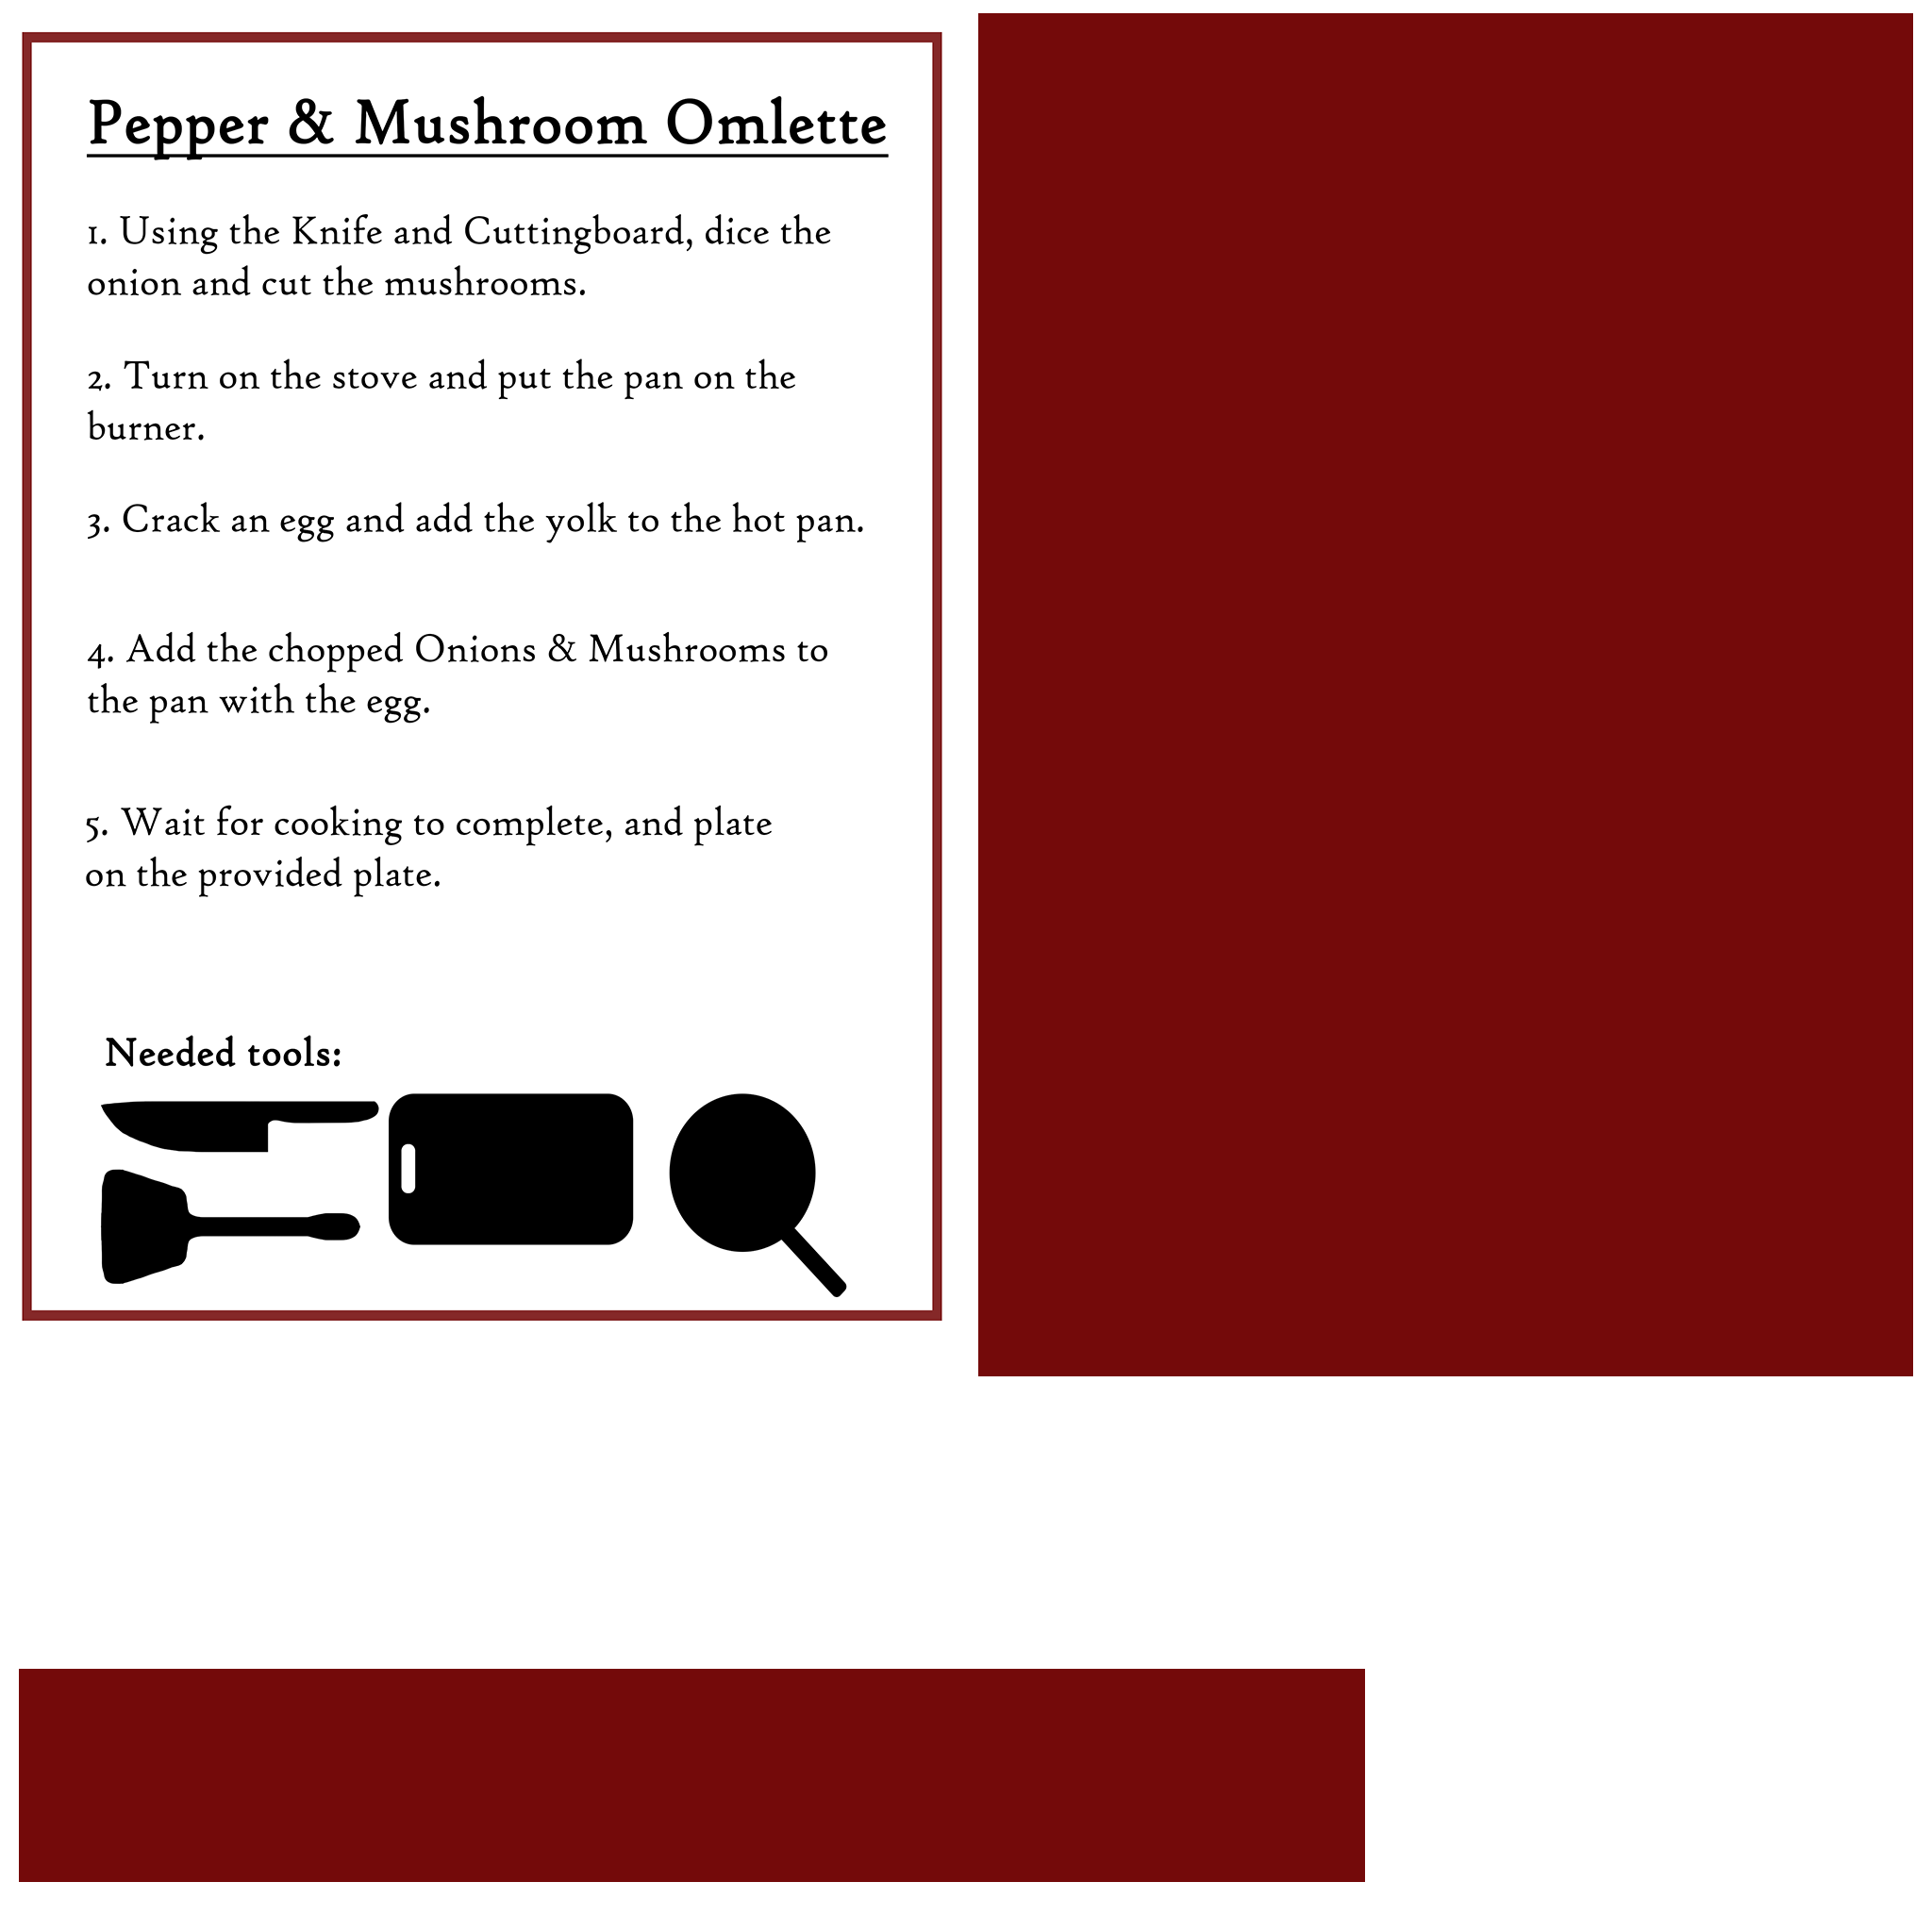 Pepper & Mushroom Omlette
1. Using the Knife and Cuttingboard, dice the
onion and cut the mushrooms.
2. Turn on the stove and put the pan on the
burner.
3. Crack an egg and add the yolk to the hot pan.
4. Add the chopped Onions & Mushrooms to
the pan with the egg.
5. Wait for cooking to complete, and plate
on the provided plate.
Needed tools: